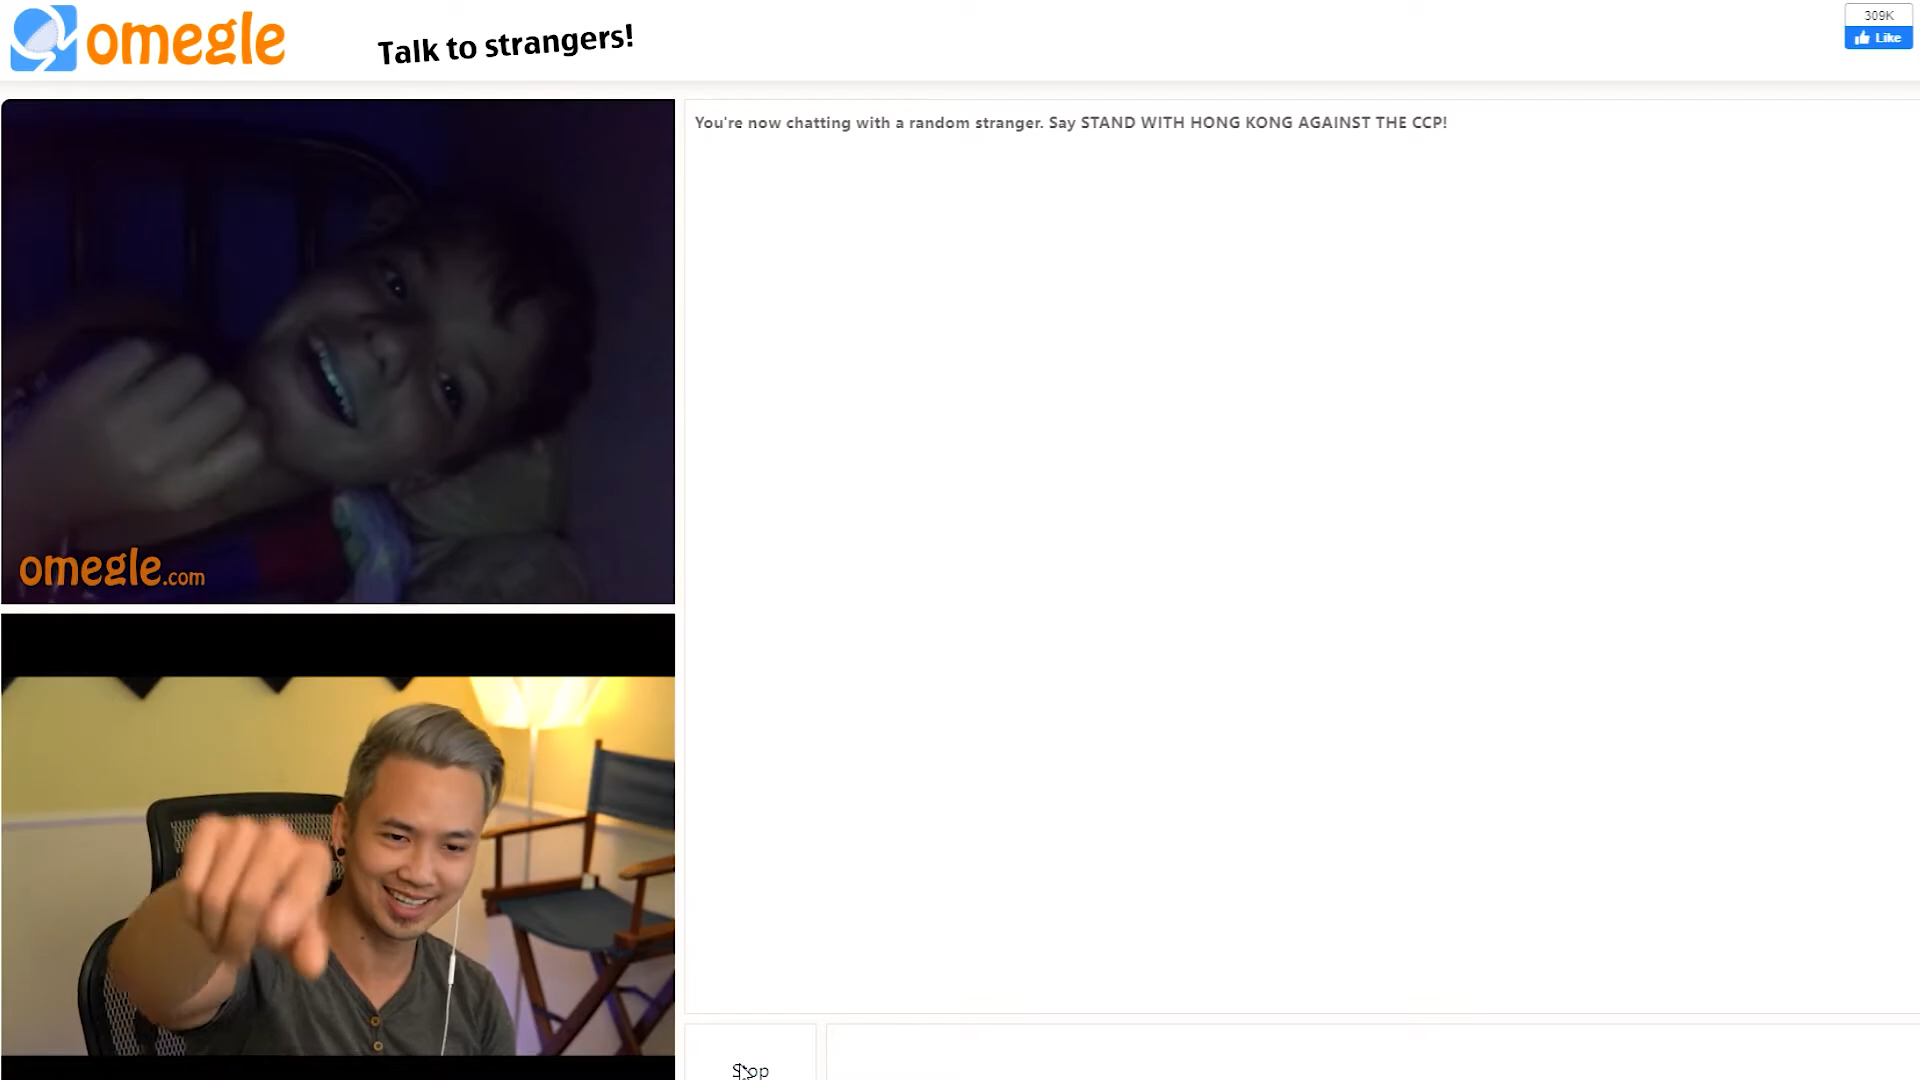 omegle
Talk to strangers!
309K
Like
You're now chatting with a random stranger. Say STAND WITH HONG KONG AGAINST THE CCP!
omegle.com
Stop